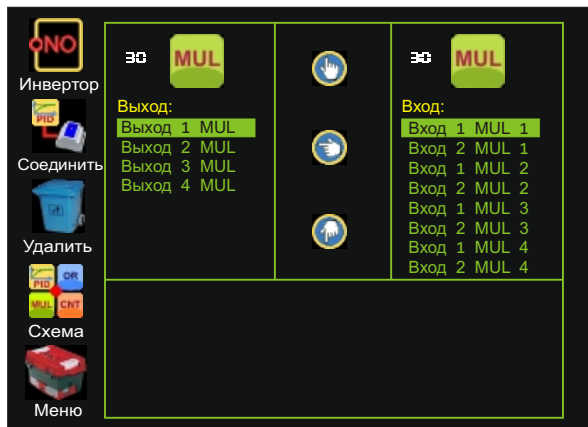 NO
Инвертор
PID
Соединить
Удалить
PID OR
MUL CNT
Схема
Меню
30 MUL
Выход:
Выход 1 MUL
Выход 2 MUL
Выход 3 MUL
Выход 4 MUL
30 MUL
Вход:
Вход 1 MUL 1
Вход 2 MUL 1
Вход 1 MUL 2
Вход 2 MUL 2
Вход 1 MUL 3
Вход 2 MUL 3
Вход 1 MUL 4
Вход 2 MUL 4